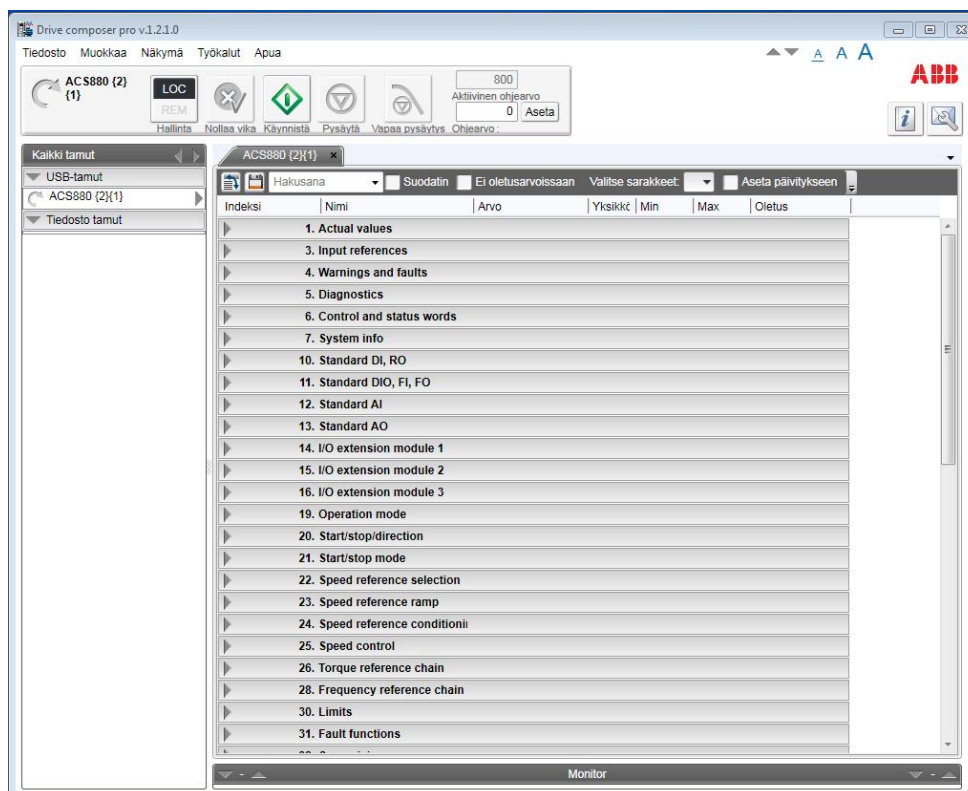 Drive composer pro v.1.2.1.0
Tiedosto Muokkaa Näkymä Työkalut Apua
A A A
ABB
ACS880 {2}
{1}
LOC
REM
Hallinta
Nollaa vika
Käynnistä
Pysäytä
Vapaa pysäytys
800
Aktiivinen ohjearvo
0 Aseta
Ohjearvo :
i
Kaikki tamut
USB-tamut
ACS880 {2}{1}
Tiedosto tamut
ACS880 {2}{1} ×
Hakusana Suodatin Ei oletusarvoissaan Valitse sarakkeet: Aseta päivitykseen
Indeksi Nimi Arvo Yksikkö Min Max Oletus
1. Actual values
3. Input references
4. Warnings and faults
5. Diagnostics
6. Control and status words
7. System info
10. Standard DI, RO
11. Standard DIO, FI, FO
12. Standard AI
13. Standard AO
14. I/O extension module 1
15. I/O extension module 2
16. I/O extension module 3
19. Operation mode
20. Start/stop/direction
21. Start/stop mode
22. Speed reference selection
23. Speed reference ramp
24. Speed reference conditionin
25. Speed control
26. Torque reference chain
28. Frequency reference chain
30. Limits
31. Fault functions
Monitor